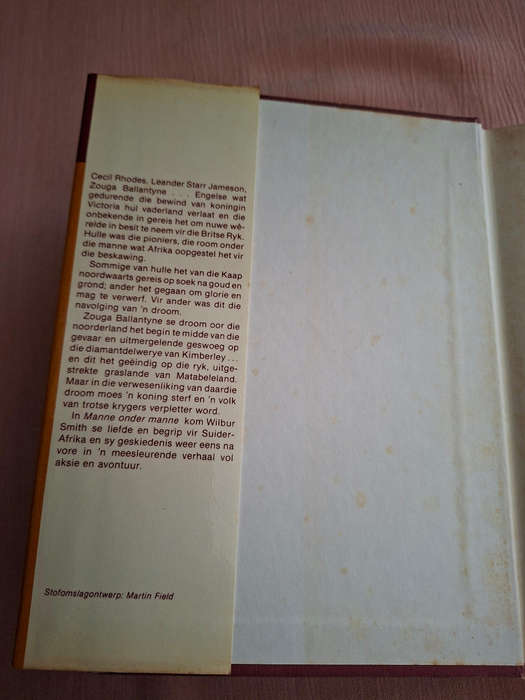 Cecil Rhodes, Leander Starr Jameson,
Zouga Ballantyne . . . Engelse wat
gedurende die bewind van koningin
Victoria hul vaderland verlaat en die
onbekende in gereis het om nuwe wê-
relde in besit te neem vir die Britse Ryk.
Hulle was die pioniers, die room onder
die manne wat Afrika oopgestel het vir
die beskawing.
Sommige van hulle het van die Kaap
noordwaarts gereis op soek na goud en
grond; ander het gegaan om glorie en
mag te verwerf. Vir ander was dit die
navolging van 'n droom.
Zouga Ballantyne se droom oor die
noorderland het begin te midde van die
gevaar en uitmergelende geswoeg op
die diamantdelwerye van Kimberley . . .
en dit het geëindig op die ryk, uitge-
strekte graslande van Matabeleland.
Maar in die verwesenliking van daardie
droom moes 'n koning sterf en 'n volk
van trotse krygers verpletter word.
In Manne onder manne kom Wilbur
Smith se liefde en begrip vir Suider-
Afrika en sy geskiedenis weer eens na
vore in 'n meesleurende verhaal vol
aksie en avontuur.
Stofomslagontwerp: Martin Field